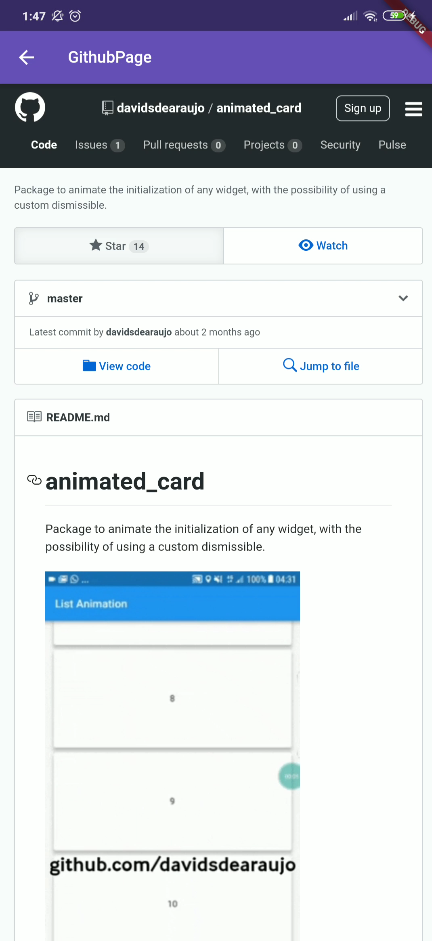 1:47
59
DEBUG
GithubPage
davidsdearaujo / animated_card
Sign up
Code Issues 1 Pull requests 0 Projects 0 Security Pulse
Package to animate the initialization of any widget, with the possibility of using a
custom dismissible.
Star 14
Watch
master
Latest commit by davidsdearaujo about 2 months ago
View code
Jump to file
README.md
animated_card
Package to animate the initialization of any widget, with the
possibility of using a custom dismissible.
... 100% 04:31
List Animation
8
9
github.com/davidsdearaujo
10